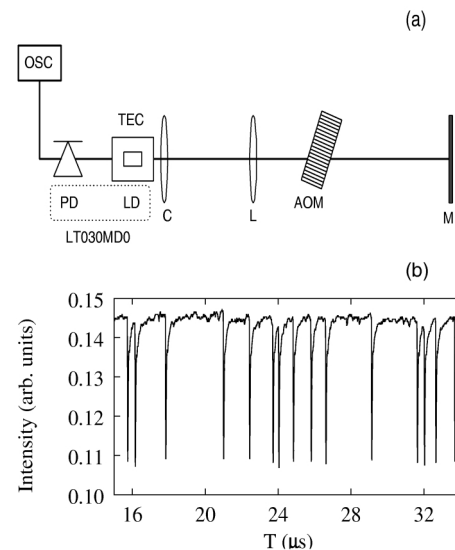 (a)
OSC
TEC
PD LD C L AOM M
LT030MD0
(b)
0.15
0.14
0.13
0.12
0.11
0.10
Intensity (arb. units)
16 20 24 28 32
T (μs)